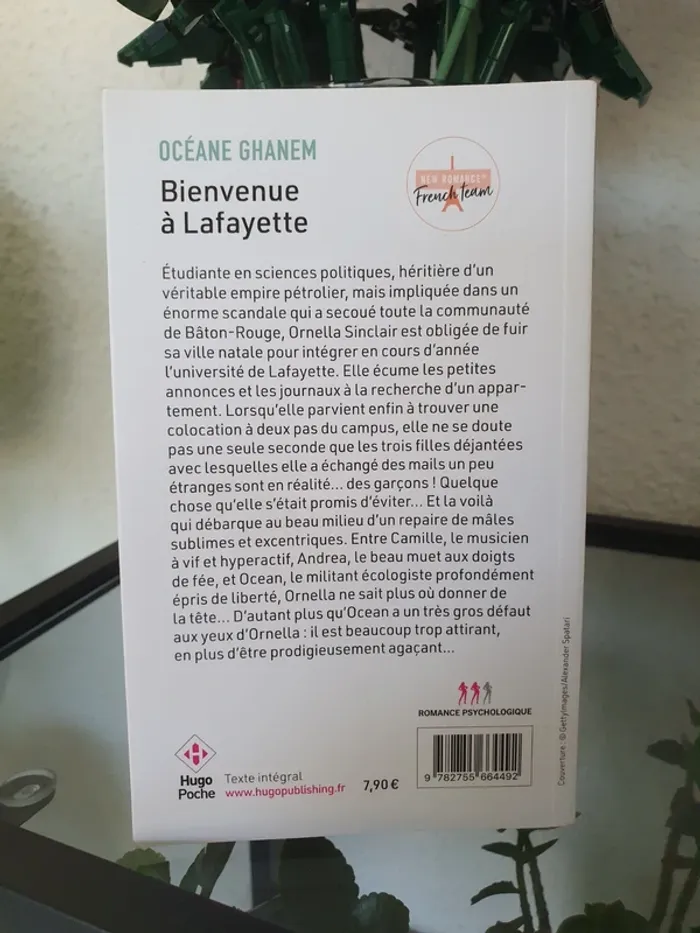 OCÉANE GHANEM
Bienvenue
à Lafayette
NEW ROMANCE®
French team
Étudiante en sciences politiques, héritière d'un
véritable empire pétrolier, mais impliquée dans un
énorme scandale qui a secoué toute la communauté
de Bâton-Rouge, Ornella Sinclair est obligée de fuir
sa ville natale pour intégrer en cours d'année
l'université de Lafayette. Elle écume les petites
annonces et les journaux à la recherche d'un appar-
tement. Lorsqu'elle parvient enfin à trouver une
colocation à deux pas du campus, elle ne se doute
pas une seule seconde que les trois filles déjantées
avec lesquelles elle a échangé des mails un peu
étranges sont en réalité... des garçons ! Quelque
chose qu'elle s'était promis d'éviter... Et la voilà
qui débarque au beau milieu d'un repaire de mâles
sublimes et excentriques. Entre Camille, le musicien
à vif et hyperactif, Andrea, le beau muet aux doigts
de fée, et Ocean, le militant écologiste profondément
épris de liberté, Ornella ne sait plus où donner de
la tête... D'autant plus qu'Ocean a un très gros défaut
aux yeux d'Ornella : il est beaucoup trop attirant,
en plus d'être prodigieusement agaçant...
ROMANCE PSYCHOLOGIQUE
Hugo
Poche
Texte intégral
www.hugopublishing.fr
7,90 €
9 782755 664492
Couverture : © GettyImages/Alexander Spatari